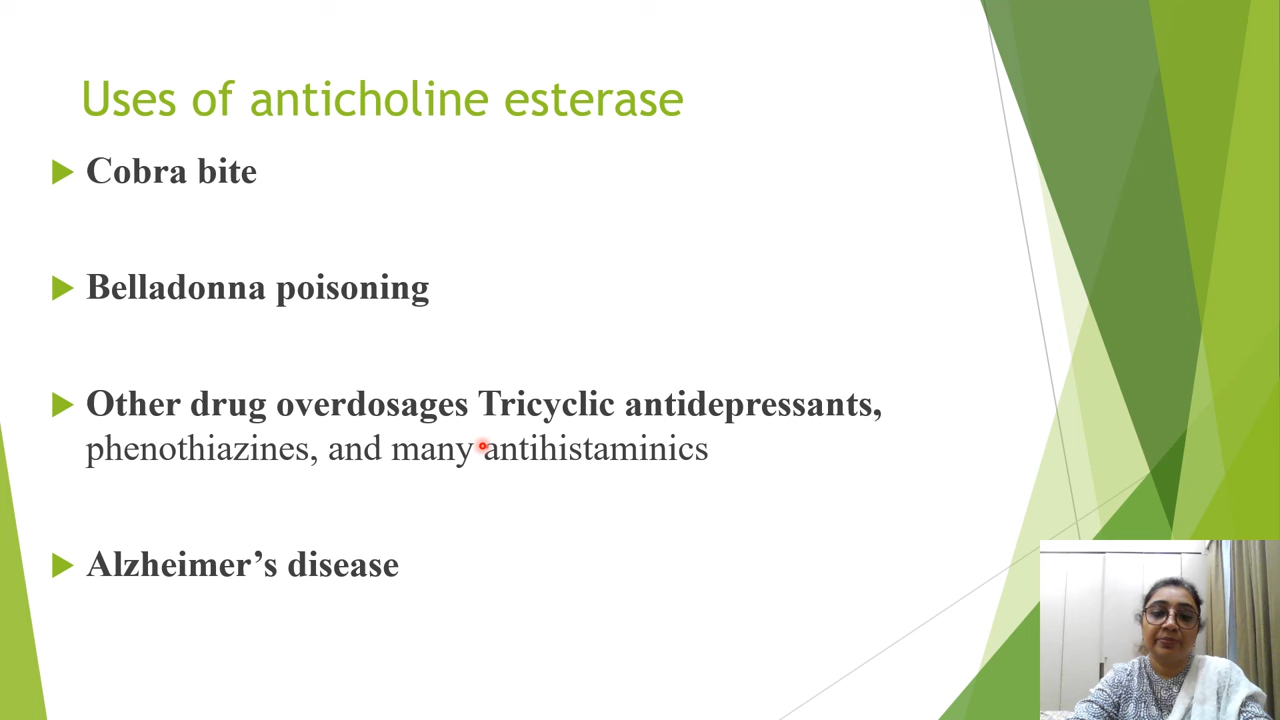 Uses of anticholine esterase
Cobra bite
Belladonna poisoning
Other drug overdosages Tricyclic antidepressants,
phenothiazines, and many antihistaminics
Alzheimer’s disease